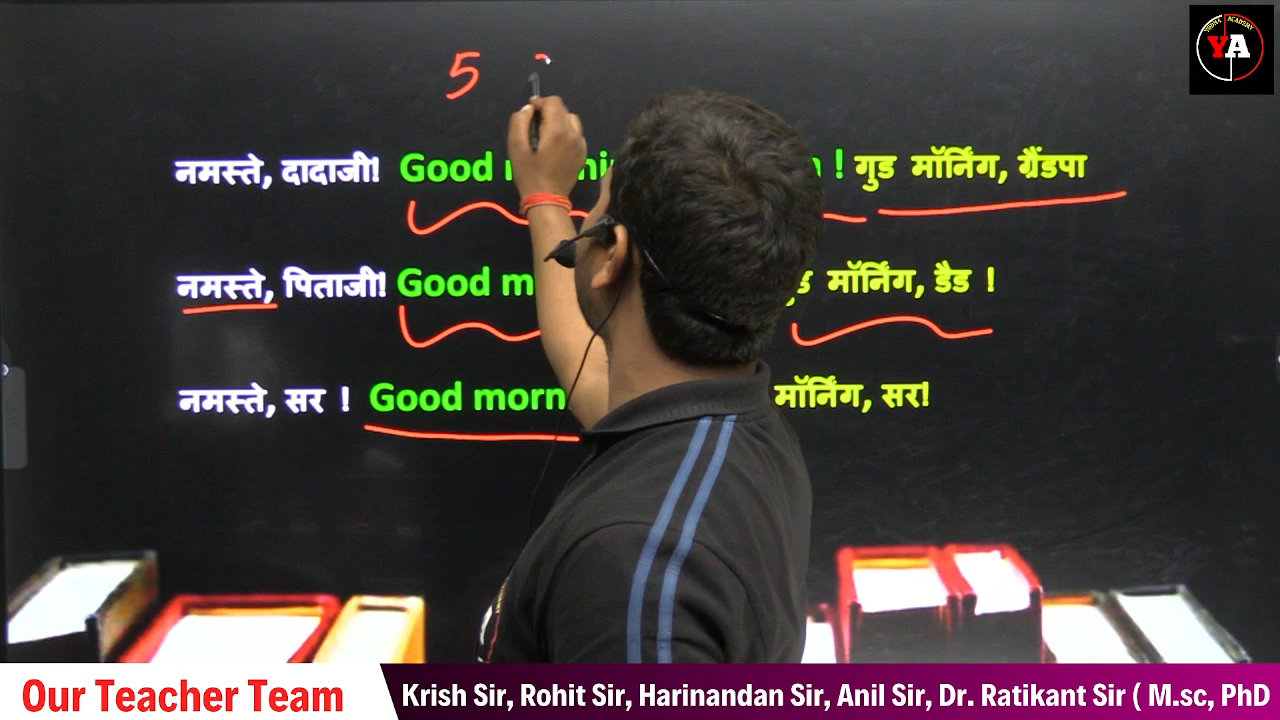 YA
5
नमस्ते, दादाजी! Good ! गुड मॉर्निंग, ग्रैंडपा
नमस्ते, पिताजी! Good मॉर्निंग, डैड !
नमस्ते, सर ! Good मॉर्निंग, सर!
Our Teacher Team
Krish Sir, Rohit Sir, Harinandan Sir, Anil Sir, Dr. Ratikant Sir ( M.sc, PhD